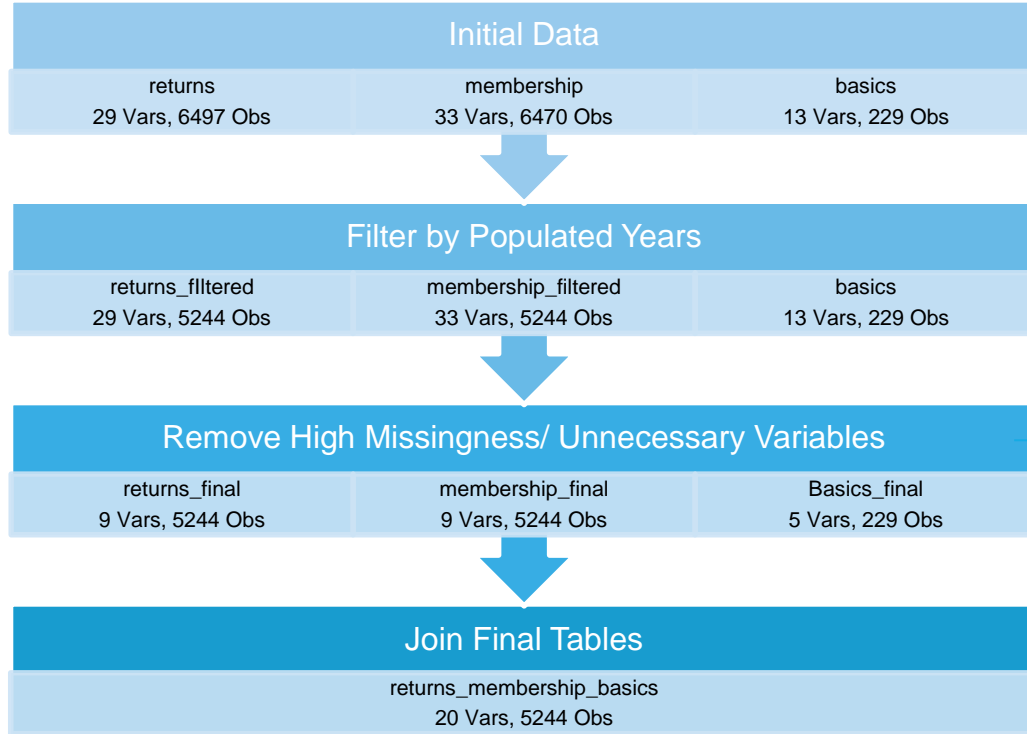 Initial Data
returns
29 Vars, 6497 Obs
membership
33 Vars, 6470 Obs
basics
13 Vars, 229 Obs
Filter by Populated Years
returns_fIltered
29 Vars, 5244 Obs
membership_filtered
33 Vars, 5244 Obs
basics
13 Vars, 229 Obs
Remove High Missingness/ Unnecessary Variables
returns_final
9 Vars, 5244 Obs
membership_final
9 Vars, 5244 Obs
Basics_final
5 Vars, 229 Obs
Join Final Tables
returns_membership_basics
20 Vars, 5244 Obs